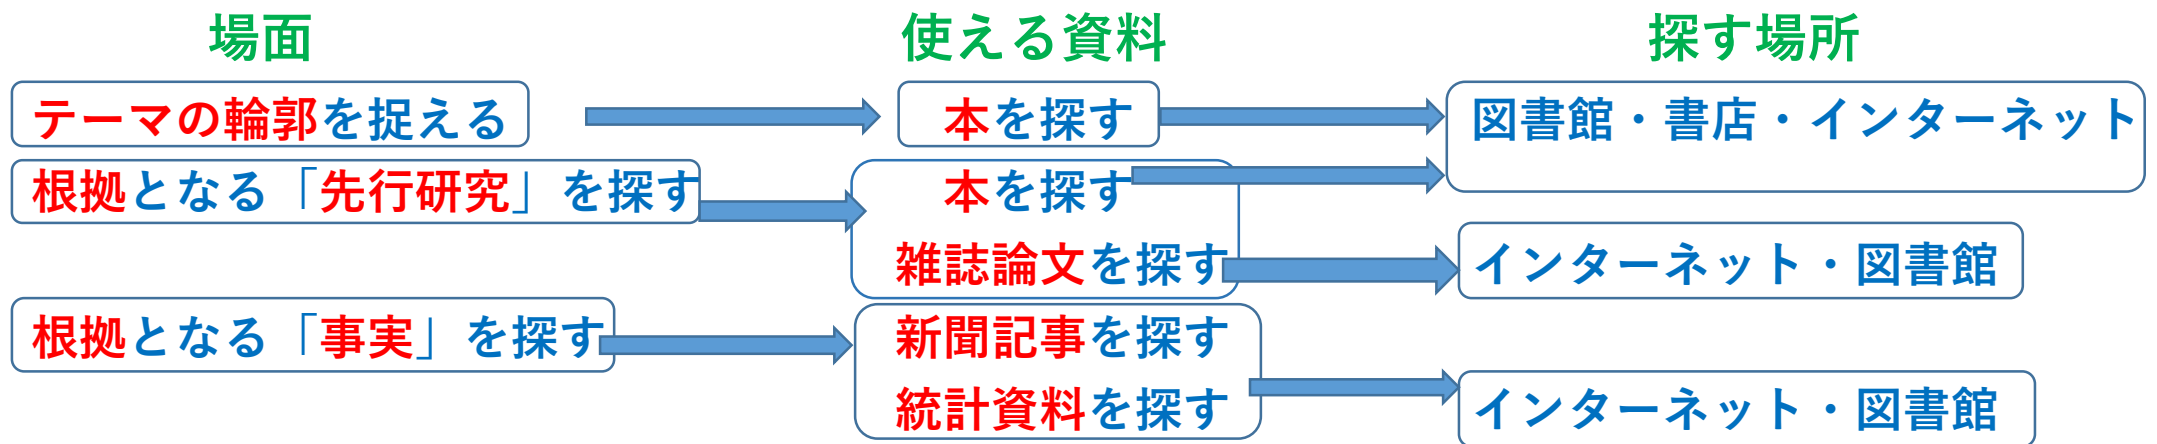 場面 使える資料 探す場所
テーマの輪郭を捉える 本を探す 図書館・書店・インターネット
根拠となる「先行研究」を探す 本を探す
雑誌論文を探す インターネット・図書館
根拠となる「事実」を探す 新聞記事を探す
統計資料を探す インターネット・図書館